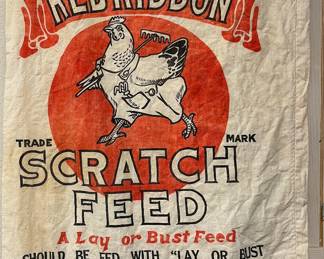 RED RIBBON
TRADE MARK
SCRATCH
FEED
A Lay or Bust Feed
SHOULD BE FED WITH "LAY OR BUST